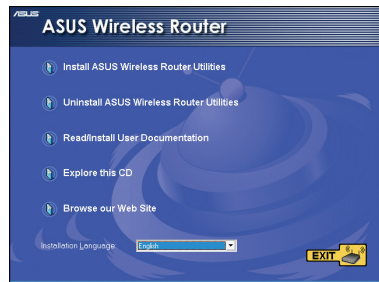 ASUS
ASUS Wireless Router
Install ASUS Wireless Router Utilities
Uninstall ASUS Wireless Router Utilities
Read/Install User Documentation
Explore this CD
Browse our Web Site
Installation Language: English
EXIT